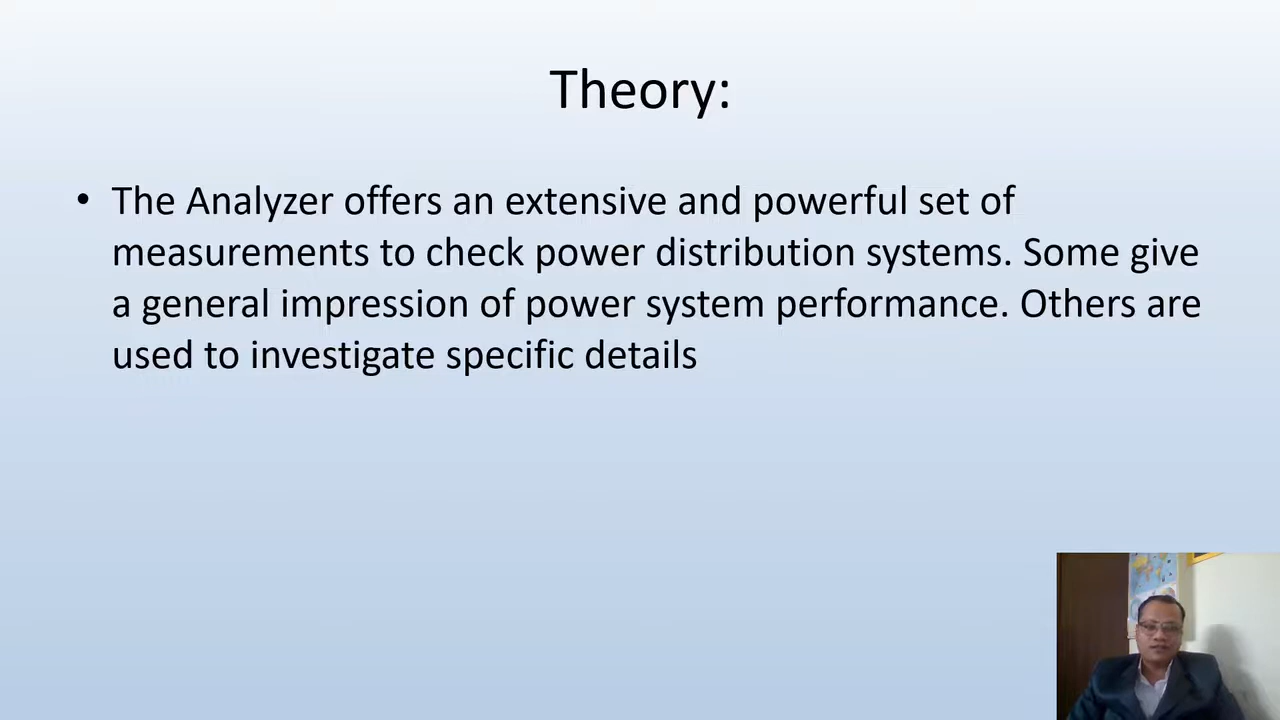 Theory:
• The Analyzer offers an extensive and powerful set of
measurements to check power distribution systems. Some give
a general impression of power system performance. Others are
used to investigate specific details